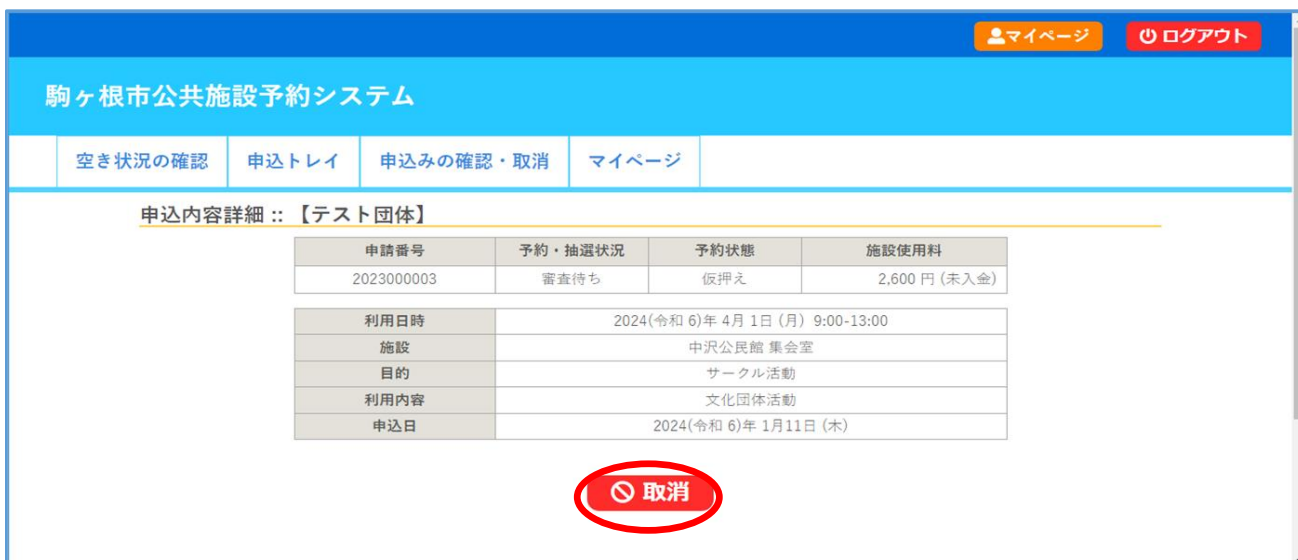 マイページ ログアウト
駒ヶ根市公共施設予約システム
空き状況の確認 申込トレイ 申込みの確認・取消 マイページ
申込内容詳細 :: 【テスト団体】
申請番号 予約・抽選状況 予約状態 施設使用料
2023000003 審査待ち 仮押え 2,600 円 (未入金)
利用日時 2024(令和 6)年 4月 1日 (月) 9:00-13:00
施設 中沢公民館 集会室
目的 サークル活動
利用内容 文化団体活動
申込日 2024(令和 6)年 1月11日 (木)
取消